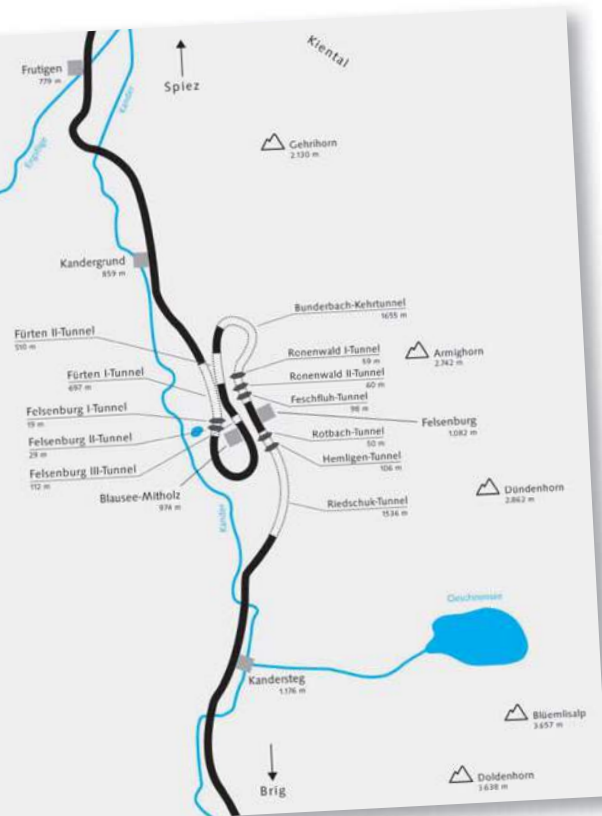 Frutigen
779 m
Spiez
Kiental
Kander
Engstlige
Gehrihorn
2.130 m
Kandergrund
859 m
Bunderbach-Kehrtunnel
1655 m
Fürten II-Tunnel
510 m
Ronenwald I-Tunnel
59 m
Armighorn
2.742 m
Fürten I-Tunnel
697 m
Ronenwald II-Tunnel
60 m
Feschfluh-Tunnel
98 m
Felsenburg I-Tunnel
19 m
Felsenburg
1.082 m
Felsenburg II-Tunnel
29 m
Rotbach-Tunnel
50 m
Felsenburg III-Tunnel
112 m
Hemligen-Tunnel
106 m
Blausee-Mitholz
974 m
Riedschuk-Tunnel
1536 m
Dündenhorn
2.862 m
Kander
Oeschinensee
Kandersteg
1.176 m
Blüemlisalp
3.657 m
Brig
Doldenhorn
3.638 m